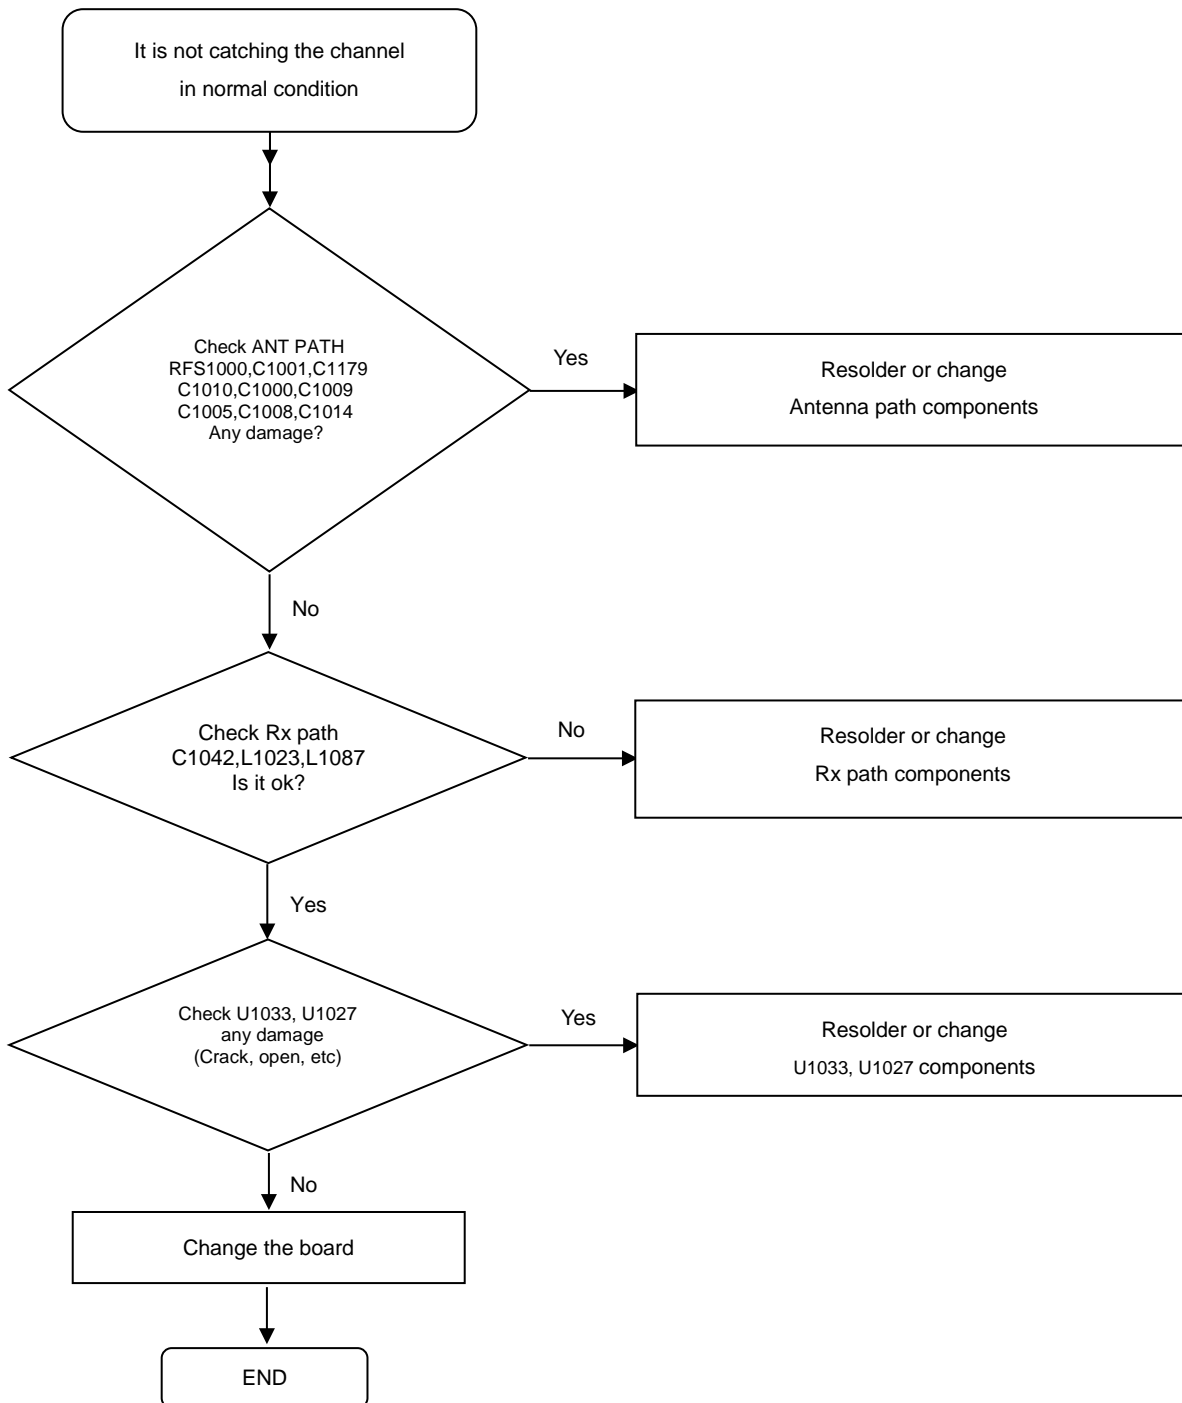 It is not catching the channel
in normal condition
Check ANT PATH
RFS1000,C1001,C1179
C1010,C1000,C1009
C1005,C1008,C1014
Any damage?
Yes
Resolder or change
Antenna path components
No
Check Rx path
C1042,L1023,L1087
Is it ok?
No
Resolder or change
Rx path components
Yes
Check U1033, U1027
any damage
(Crack, open, etc)
Yes
Resolder or change
U1033, U1027 components
No
Change the board
END